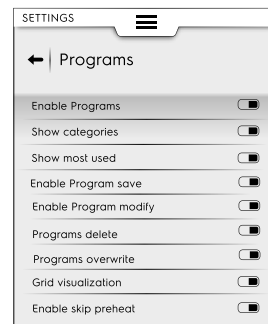 SETTINGS
Programs
Enable Programs
Show categories
Show most used
Enable Program save
Enable Program modify
Programs delete
Programs overwrite
Grid visualization
Enable skip preheat